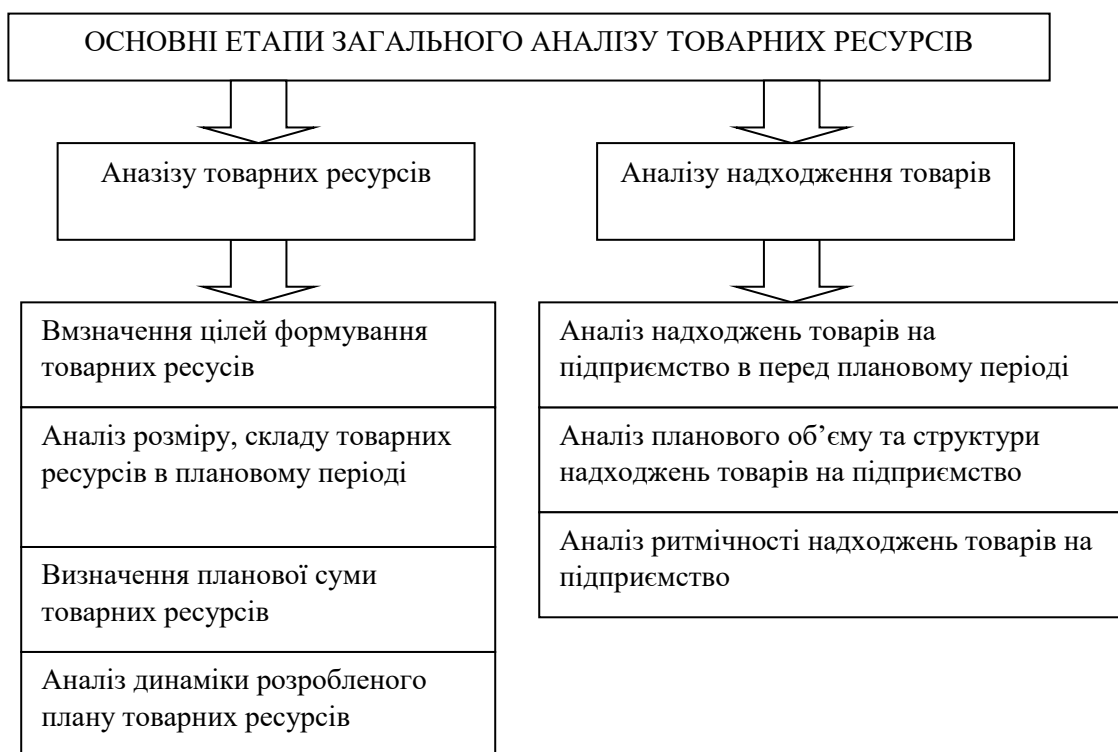 ОСНОВНІ ЕТАПИ ЗАГАЛЬНОГО АНАЛІЗУ ТОВАРНИХ РЕСУРСІВ
Аназізу товарних ресурсів
Аналізу надходження товарів
Вмзначення цілей формування
товарних ресусів
Аналіз розміру, складу товарних
ресурсів в плановому періоді
Визначення планової суми
товарних ресурсів
Аналіз динаміки розробленого
плану товарних ресурсів
Аналіз надходжень товарів на
підприємство в перед плановому періоді
Аналіз планового об’єму та структури
надходжень товарів на підприємство
Аналіз ритмічності надходжень товарів на
підприємство